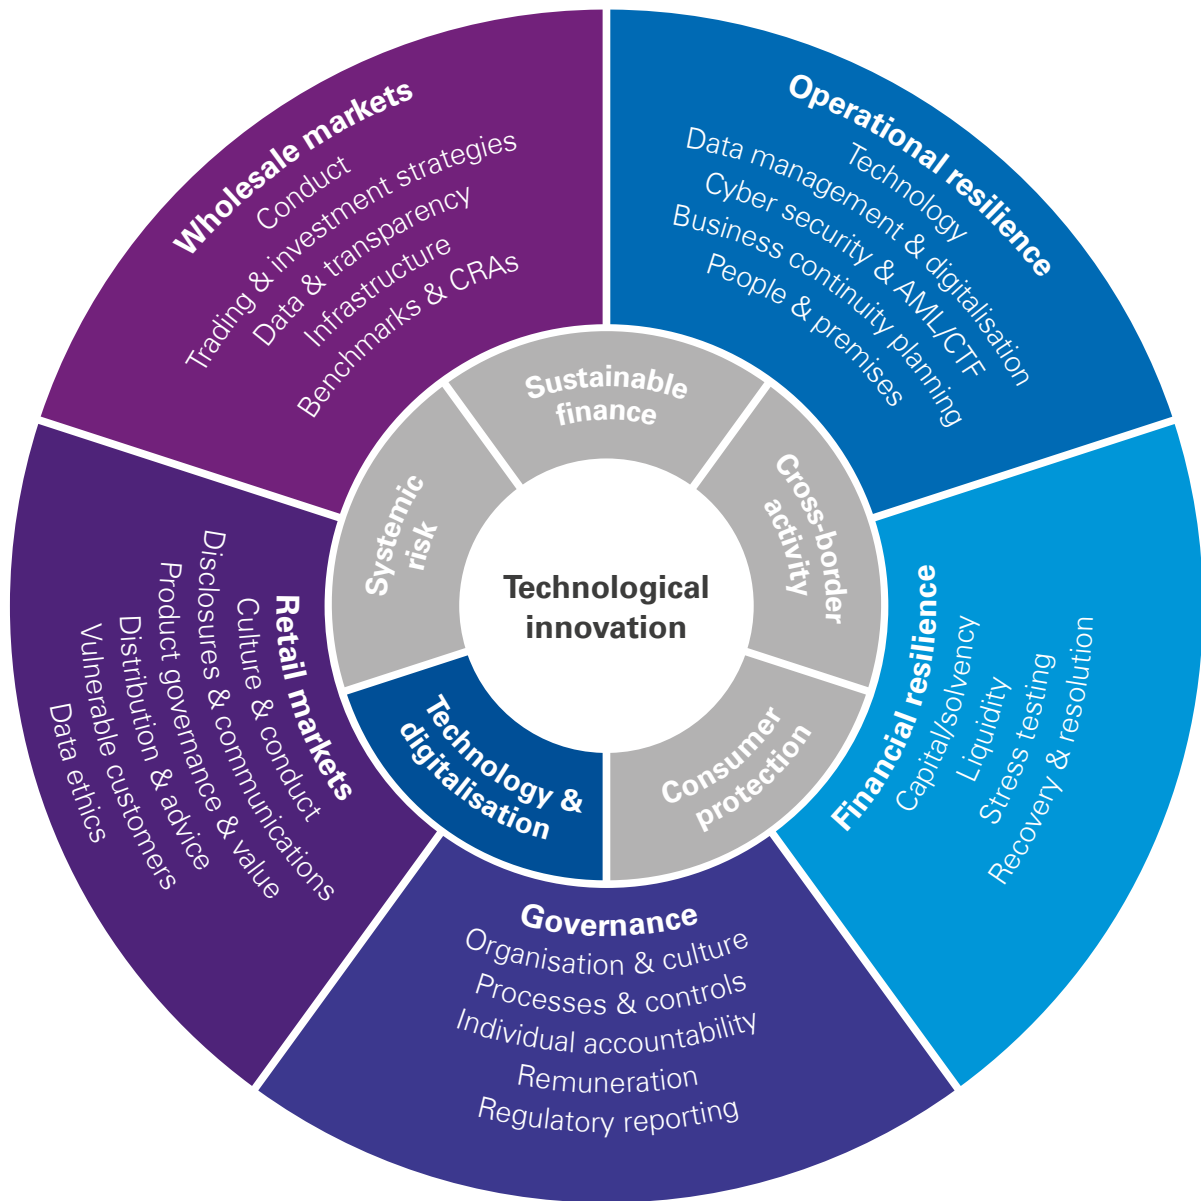 Wholesale markets
Conduct
Trading & investment strategies
Data & transparency
Infrastructure
Benchmarks & CRAs
Operational resilience
Technology
Data management & digitalisation
Cyber security & AML/CTF
Business continuity planning
People & premises
Financial resilience
Capital/solvency
Liquidity
Stress testing
Recovery & resolution
Governance
Organisation & culture
Processes & controls
Individual accountability
Remuneration
Regulatory reporting
Retail markets
Culture & conduct
Disclosures & communications
Product governance & value
Distribution & advice
Vulnerable customers
Data ethics
Sustainable
finance
Cross-border
activity
Consumer
protection
Technology &
digitalisation
Systemic
risk
Technological
innovation